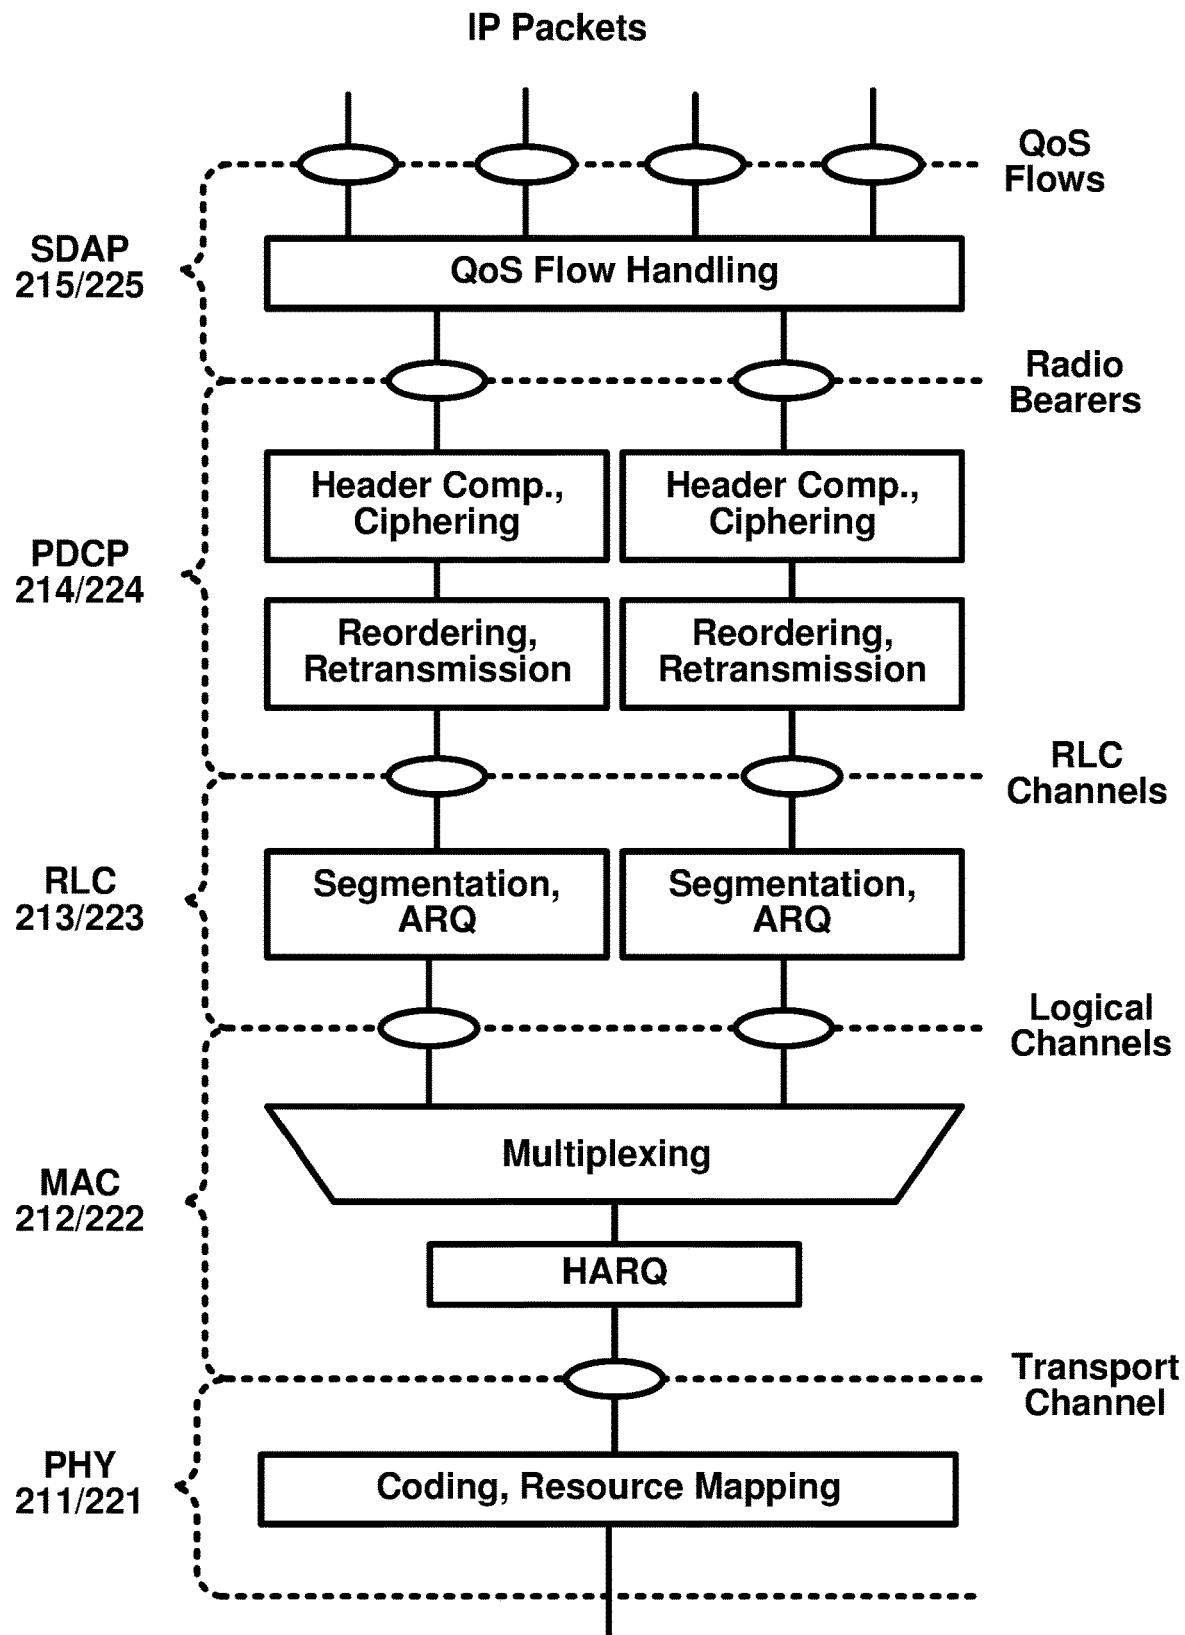 IP Packets
QoS
Flows
SDAP
215/225
QoS Flow Handling
Radio
Bearers
Header Comp.,
Ciphering
Header Comp.,
Ciphering
PDCP
214/224
Reordering,
Retransmission
Reordering,
Retransmission
RLC
Channels
RLC
213/223
Segmentation,
ARQ
Segmentation,
ARQ
Logical
Channels
Multiplexing
MAC
212/222
HARQ
Transport
Channel
PHY
211/221
Coding, Resource Mapping